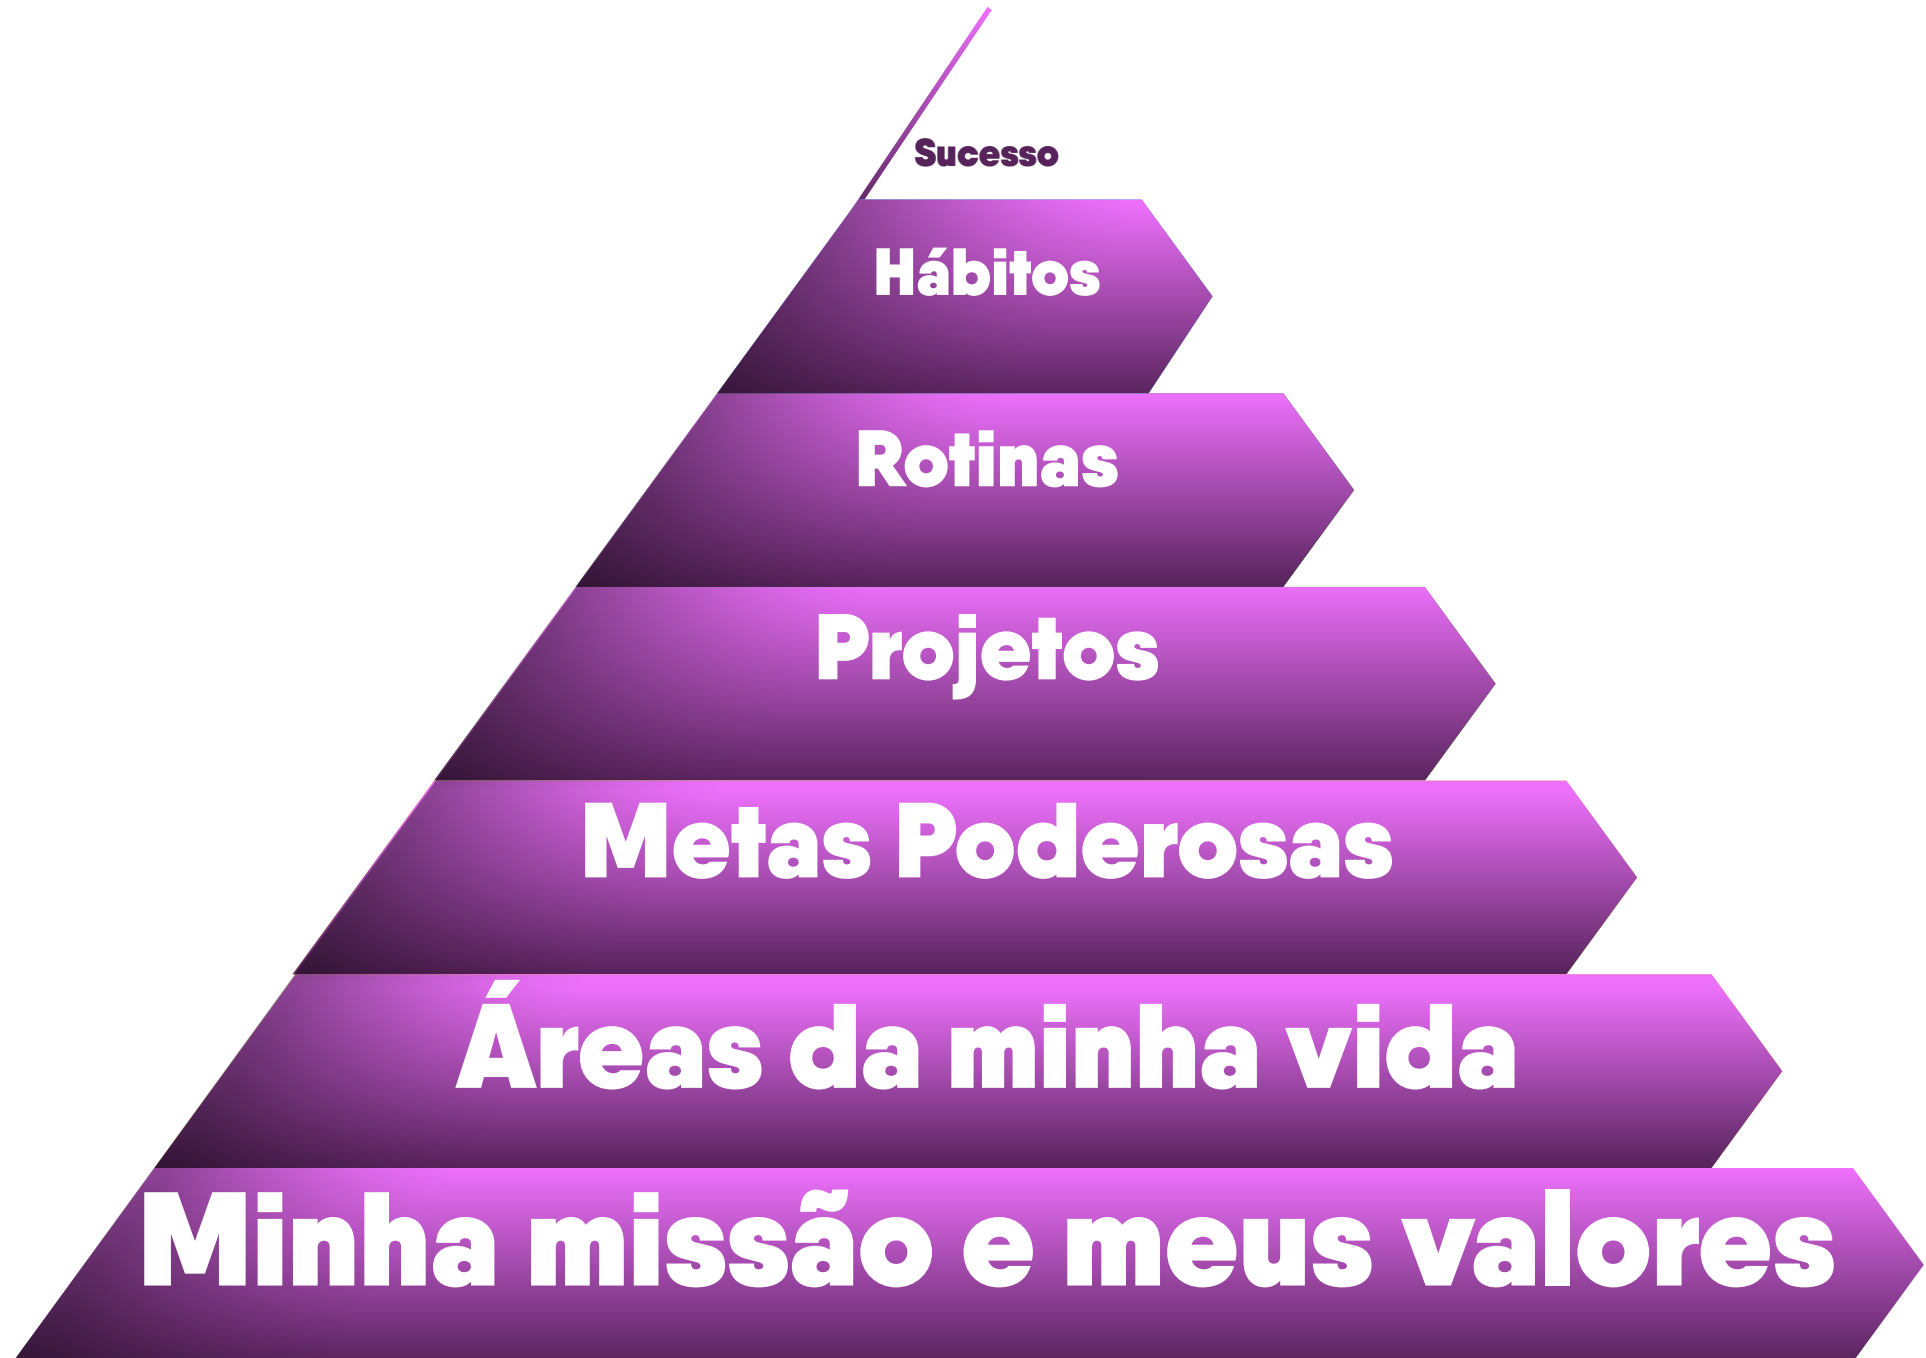 Sucesso
Hábitos
Rotinas
Projetos
Metas Poderosas
Áreas da minha vida
Minha missão e meus valores